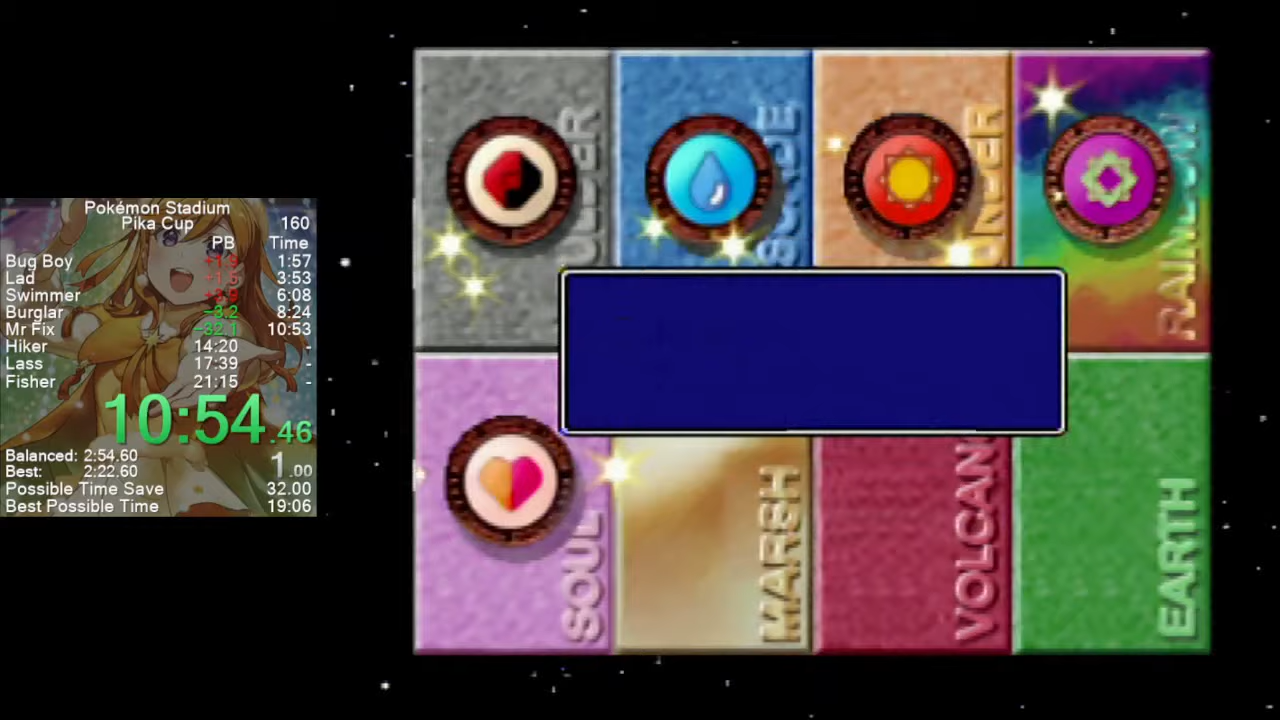 Pokémon Stadium
Pika Cup 160
PB Time
Bug Boy +1.9 1:57
Lad +1.5 3:53
Swimmer 6:08
Burglar -3.2 8:24
Mr Fix -32.1 10:53
Hiker 14:20 -
Lass 17:39 -
Fisher 21:15 -
10:54.46
Balanced: 2:54.60
Best: 2:22.60
1.00
Possible Time Save 32.00
Best Possible Time 19:06
RAINBOW
SOUL
MARSH
VOLCANO
EARTH